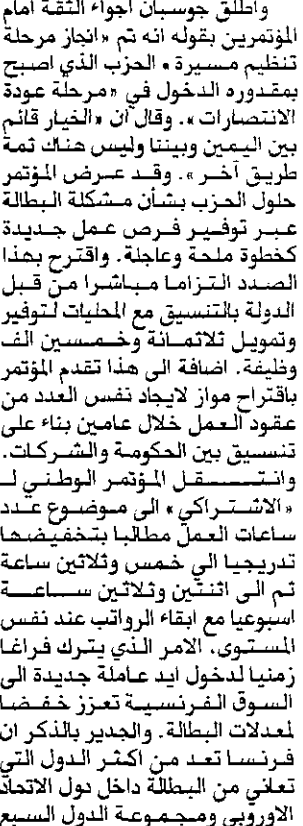 واطلق جوسبان اجواء الثقة امام
المؤتمرين بقوله انه تم «انجاز مرحلة
تنظيم مسيرة» الحزب الذي اصبح
بمقدوره الدخول في «مرحلة عودة
الانتصارات». وقال أن «الخيار قائم
بين اليمين وبيننا وليس هناك ثمة
طريق آخر». وقد عرض المؤتمر
حلول الحزب بشأن مشكلة البطالة
عبر توفير فرص عمل جديدة
كخطوة ملحة وعاجلة. واقترح بهذا
الصدد التزاما مباشرا من قبل
الدولة بالتنسيق مع المحليات لتوفير
وتمويل ثلاثمائة وخمسين الف
وظيفة. اضافة الى هذا تقدم المؤتمر
باقتراح مواز لايجاد نفس العدد من
عقود العمل خلال عامين بناء على
تنسيق بين الحكومة والشركات.
وانتقل المؤتمر الوطني لـ
«الاشتراكي» الى موضوع عدد
ساعات العمل مطالبا بتخفيضها
تدريجيا الي خمس وثلاثين ساعة
ثم الى اثنتين وثلاثين ساعة
اسبوعيا مع ابقاء الرواتب عند نفس
المستوى، الامر الذي يترك فراغا
زمنيا لدخول ايد عاملة جديدة الى
السوق الفرنسية تعزز خفضا
لمعدلات البطالة. والجدير بالذكر ان
فرنسا تعد من اكثر الدول التي
تعاني من البطالة داخل دول الاتحاد
الاوروبي ومجموعة الدول السبع